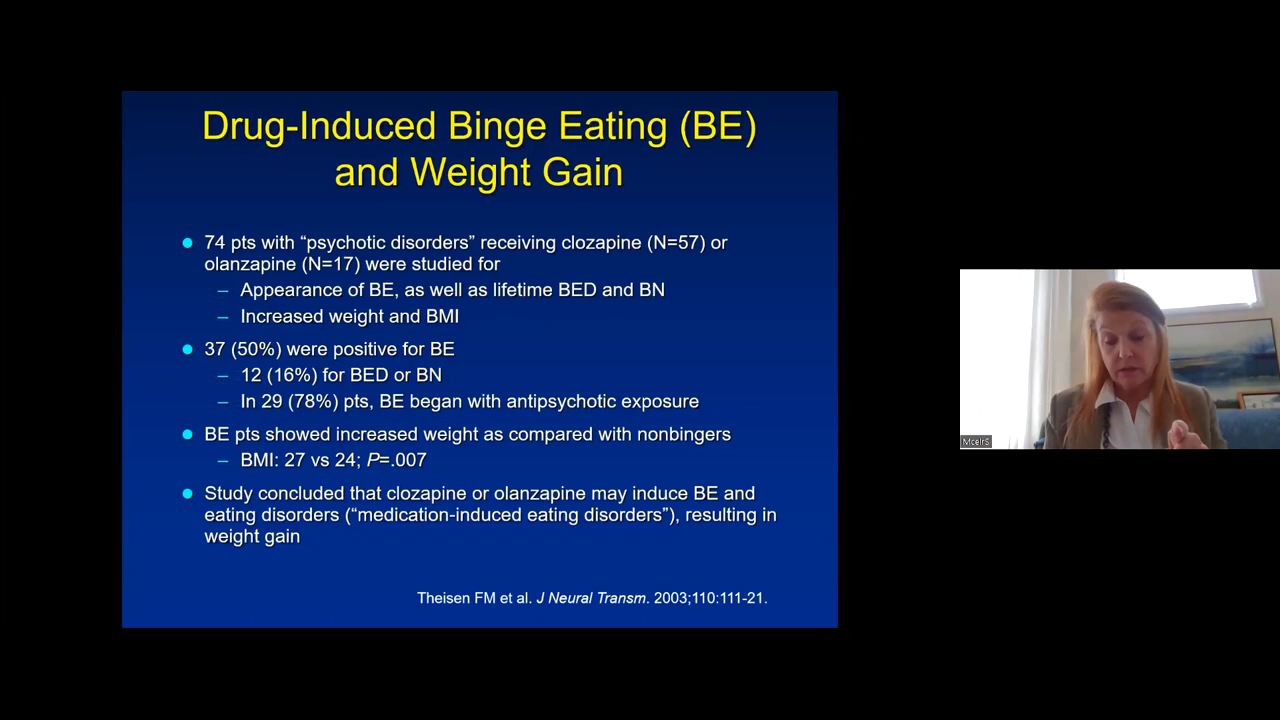 Drug-Induced Binge Eating (BE)
and Weight Gain
74 pts with “psychotic disorders” receiving clozapine (N=57) or
olanzapine (N=17) were studied for
– Appearance of BE, as well as lifetime BED and BN
– Increased weight and BMI
37 (50%) were positive for BE
– 12 (16%) for BED or BN
– In 29 (78%) pts, BE began with antipsychotic exposure
BE pts showed increased weight as compared with nonbingers
– BMI: 27 vs 24; P=.007
Study concluded that clozapine or olanzapine may induce BE and
eating disorders (“medication-induced eating disorders”), resulting in
weight gain
Theisen FM et al. J Neural Transm. 2003;110:111-21.
McelrS